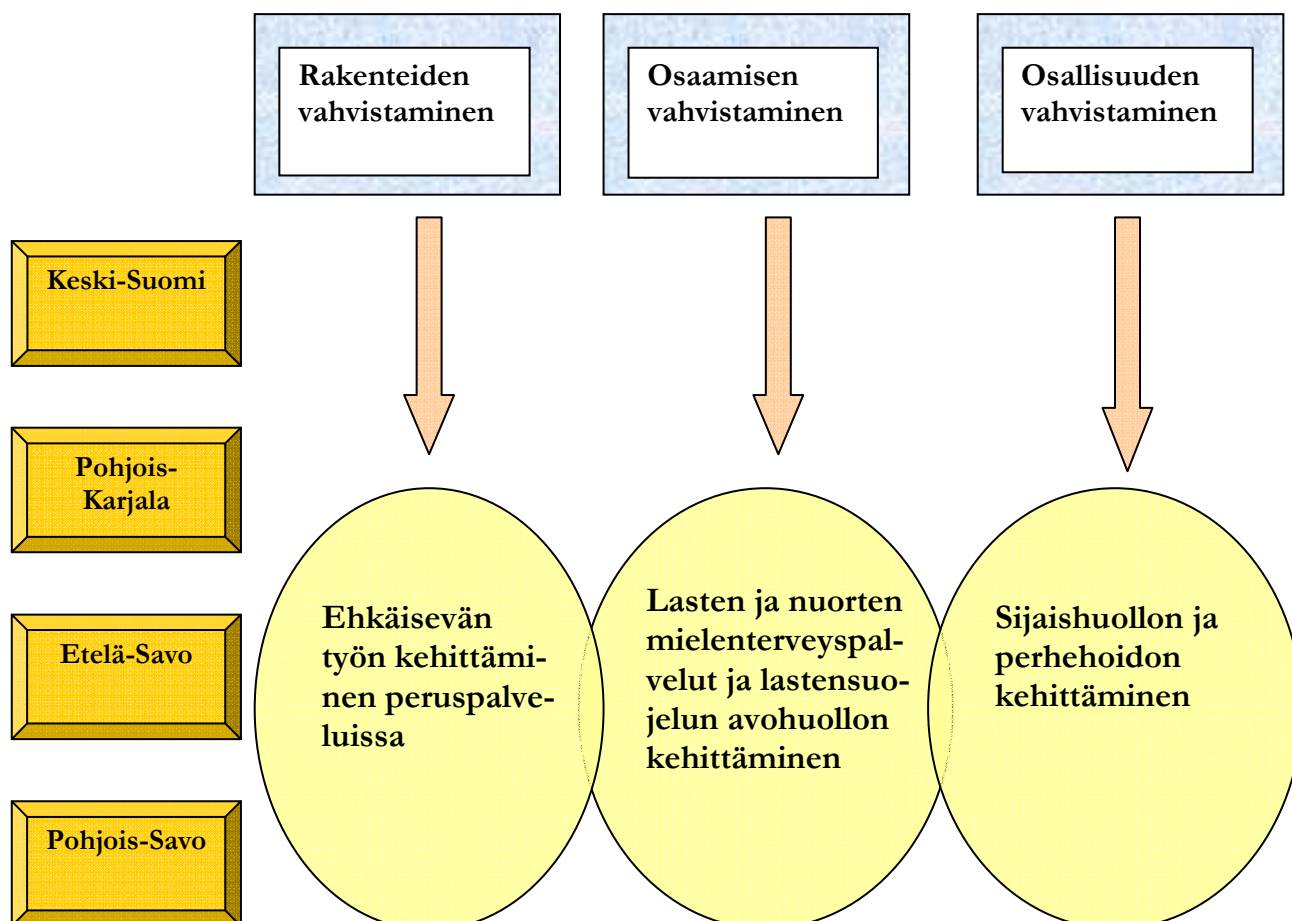 Rakenteiden
vahvistaminen
Osaamisen
vahvistaminen
Osallisuuden
vahvistaminen
Keski-Suomi
Pohjois-
Karjala
Etelä-Savo
Pohjois-Savo
Ehkäisevän
työn kehittämi-
nen peruspalve-
luissa
Lasten ja nuorten
mielenterveyspal-
velut ja lastensuo-
jelun avohuollon
kehittäminen
Sijaishuollon ja
perhehoidon
kehittäminen